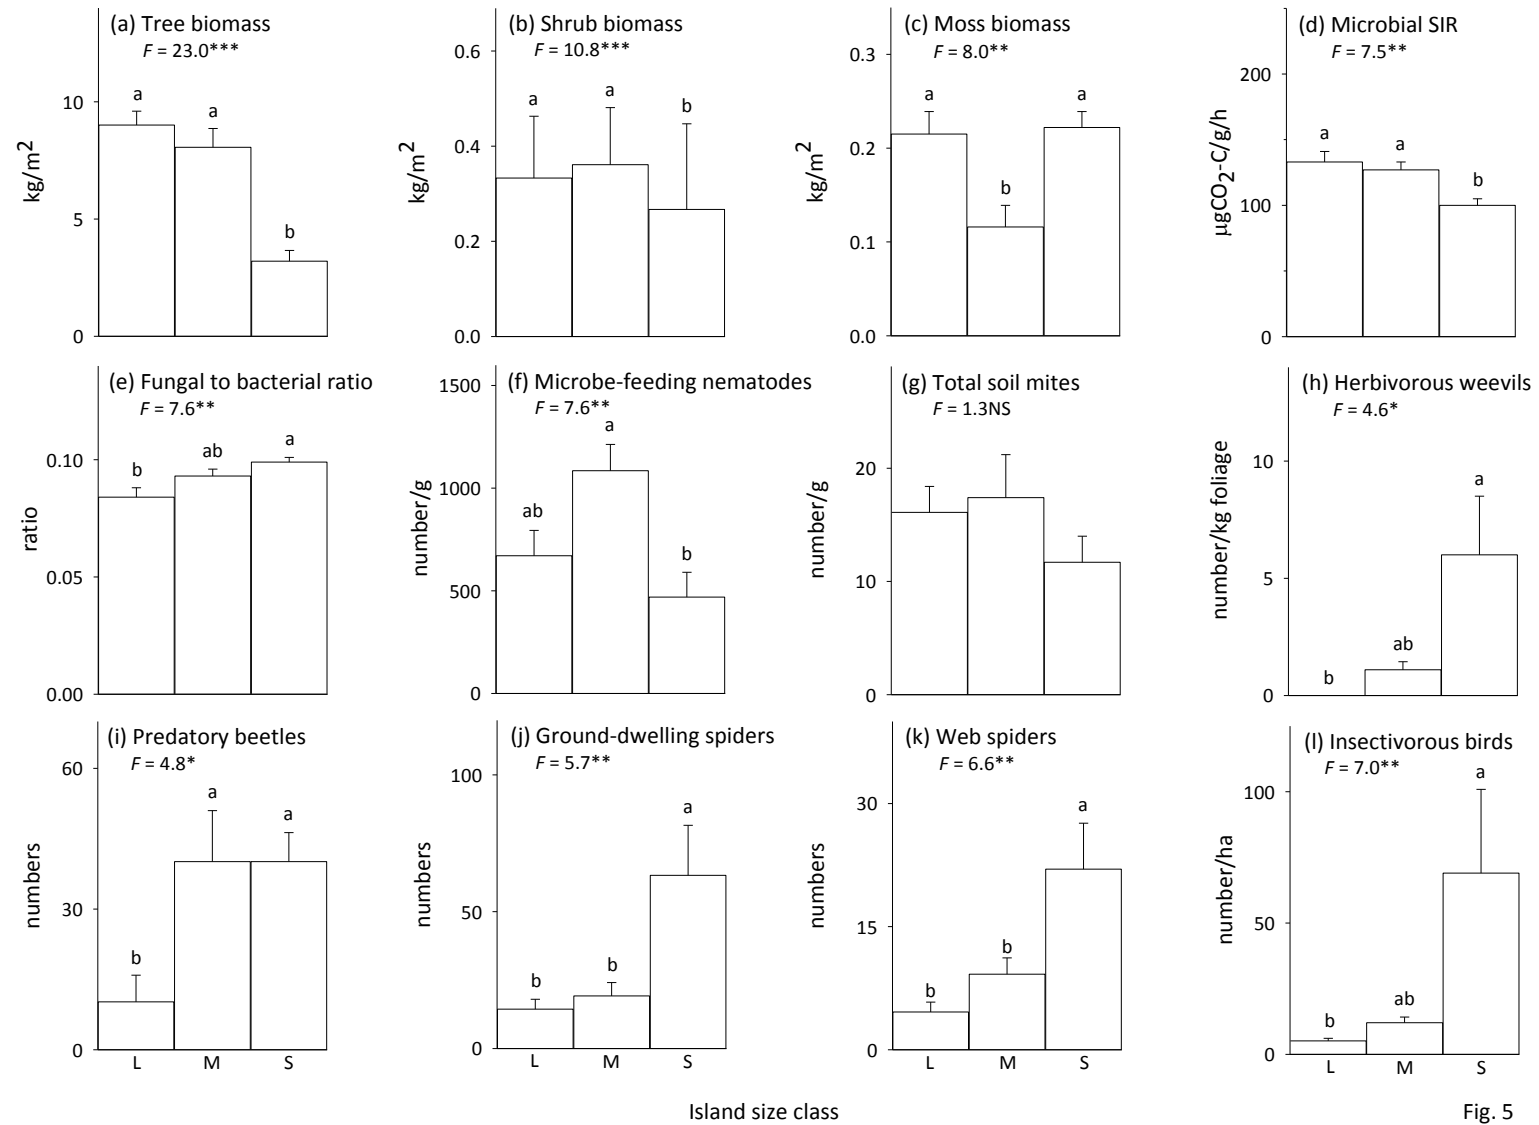 (a) Tree biomass
F = 23.0***
a
a
b
10
5
0
kg/m2
(b) Shrub biomass
F = 10.8***
a
a
b
0.6
0.4
0.2
0.0
kg/m2
(c) Moss biomass
F = 8.0**
a
b
a
0.3
0.2
0.1
0.0
kg/m2
(d) Microbial SIR
F = 7.5**
a
a
b
200
100
0
µgCO2-C/g/h
(e) Fungal to bacterial ratio
F = 7.6**
b
ab
a
0.10
0.05
0.00
ratio
(f) Microbe-feeding nematodes
F = 7.6**
ab
a
b
1500
1000
500
0
number/g
(g) Total soil mites
F = 1.3NS
20
10
0
number/g
(h) Herbivorous weevils
F = 4.6*
b
ab
a
10
5
0
number/kg foliage
(i) Predatory beetles
F = 4.8*
b
a
a
60
30
0
numbers
L M S
(j) Ground-dwelling spiders
F = 5.7**
b
b
a
100
50
0
numbers
L M S
(k) Web spiders
F = 6.6**
b
b
a
30
15
0
numbers
L M S
(l) Insectivorous birds
F = 7.0**
b
ab
a
100
50
0
number/ha
L M S
Island size class
Fig. 5